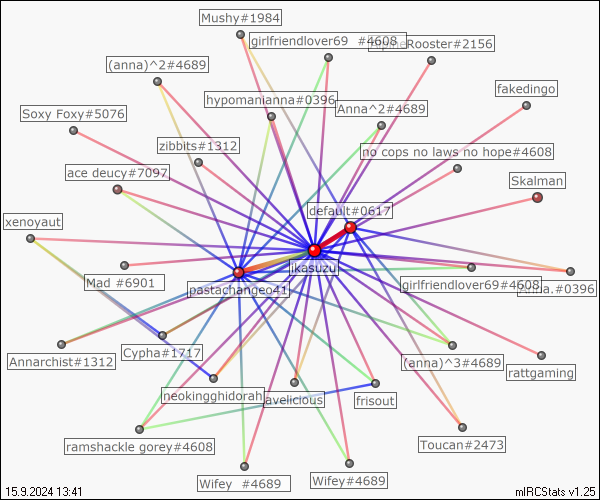 Mushy#1984
girlfriendlover69 #4608
Rooster#2156
(anna)^2#4689
fakedingo
hypomanianna#0396
Anna^2#4689
Soxy Foxy#5076
zibbits#1312
no cops no laws no hope#4608
ace deucy#7097
Skalman
default#0617
xenoyaut
ikasuzu
Mad #6901
pastachangeo41
girlfriendlover69#4608
Anna.#0396
Annarchist#1312
Cypha#1717
(anna)^3#4689
rattgaming
neokingghidorah
avelicious
frisout
ramshackle gorey#4608
Toucan#2473
Wifey #4689
Wifey#4689
15.9.2024 13:41
mIRCStats v1.25